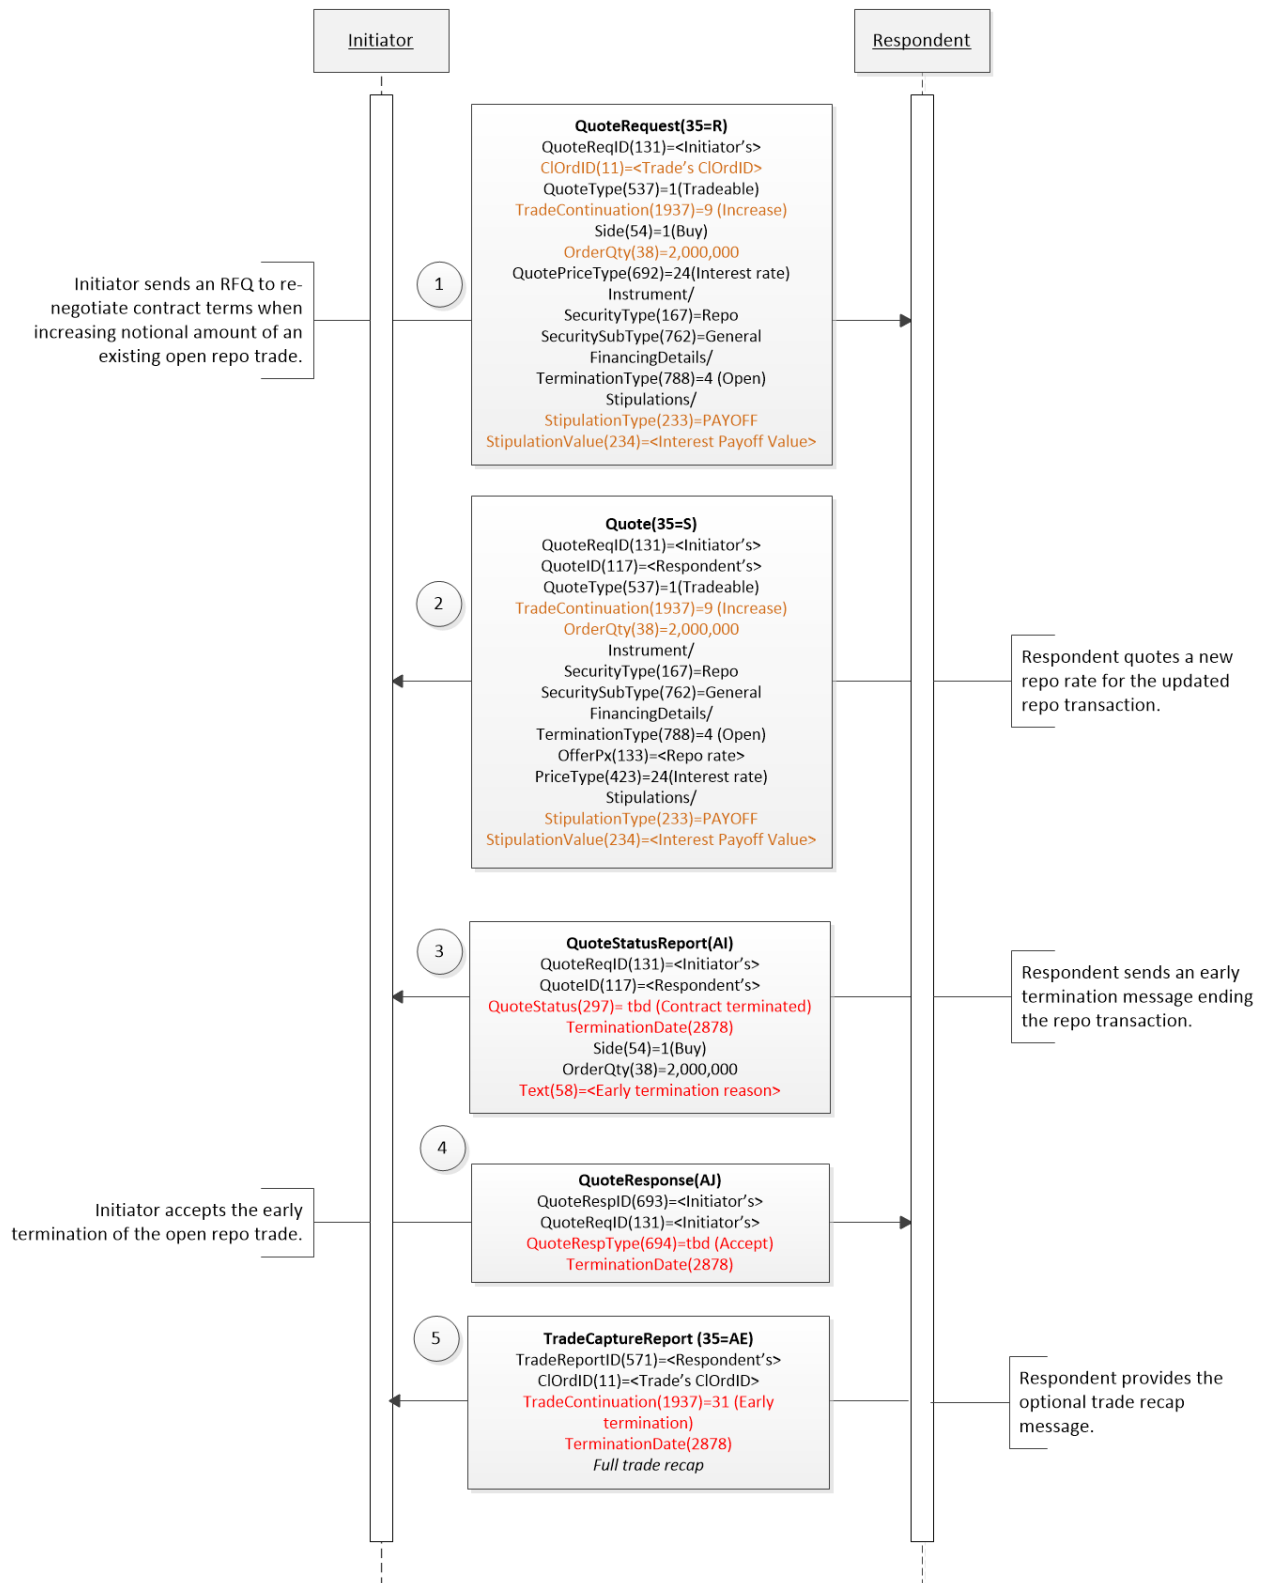 Initiator
Respondent
QuoteRequest(35=R)
QuoteReqID(131)=<Initiator's>
ClOrdID(11)=<Trade's ClOrdID>
QuoteType(537)=1(Tradeable)
TradeContinuation(1937)=9 (Increase)
Side(54)=1(Buy)
OrderQty(38)=2,000,000
QuotePriceType(692)=24(Interest rate)
Instrument/
SecurityType(167)=Repo
SecuritySubType(762)=General
FinancingDetails/
TerminationType(788)=4 (Open)
Stipulations/
StipulationType(233)=PAYOFF
StipulationValue(234)=<Interest Payoff Value>
1
Initiator sends an RFQ to re-
negotiate contract terms when
increasing notional amount of an
existing open repo trade.
Quote(35=S)
QuoteReqID(131)=<Initiator's>
QuoteID(117)=<Respondent's>
QuoteType(537)=1(Tradeable)
TradeContinuation(1937)=9 (Increase)
OrderQty(38)=2,000,000
Instrument/
SecurityType(167)=Repo
SecuritySubType(762)=General
FinancingDetails/
TerminationType(788)=4 (Open)
OfferPx(133)=<Repo rate>
PriceType(423)=24(Interest rate)
Stipulations/
StipulationType(233)=PAYOFF
StipulationValue(234)=<Interest Payoff Value>
2
Respondent quotes a new
repo rate for the updated
repo transaction.
3
QuoteStatusReport(AI)
QuoteReqID(131)=<Initiator's>
QuoteID(117)=<Respondent's>
QuoteStatus(297)= tbd (Contract terminated)
TerminationDate(2878)
Side(54)=1(Buy)
OrderQty(38)=2,000,000
Text(58)=<Early termination reason>
Respondent sends an early
termination message ending
the repo transaction.
4
QuoteResponse(AJ)
QuoteRespID(693)=<Initiator's>
QuoteReqID(131)=<Initiator's>
QuoteRespType(694)=tbd (Accept)
TerminationDate(2878)
Initiator accepts the early
termination of the open repo trade.
5
TradeCaptureReport (35=AE)
TradeReportID(571)=<Respondent's>
ClOrdID(11)=<Trade's ClOrdID>
TradeContinuation(1937)=31 (Early
termination)
TerminationDate(2878)
Full trade recap
Respondent provides the
optional trade recap
message.